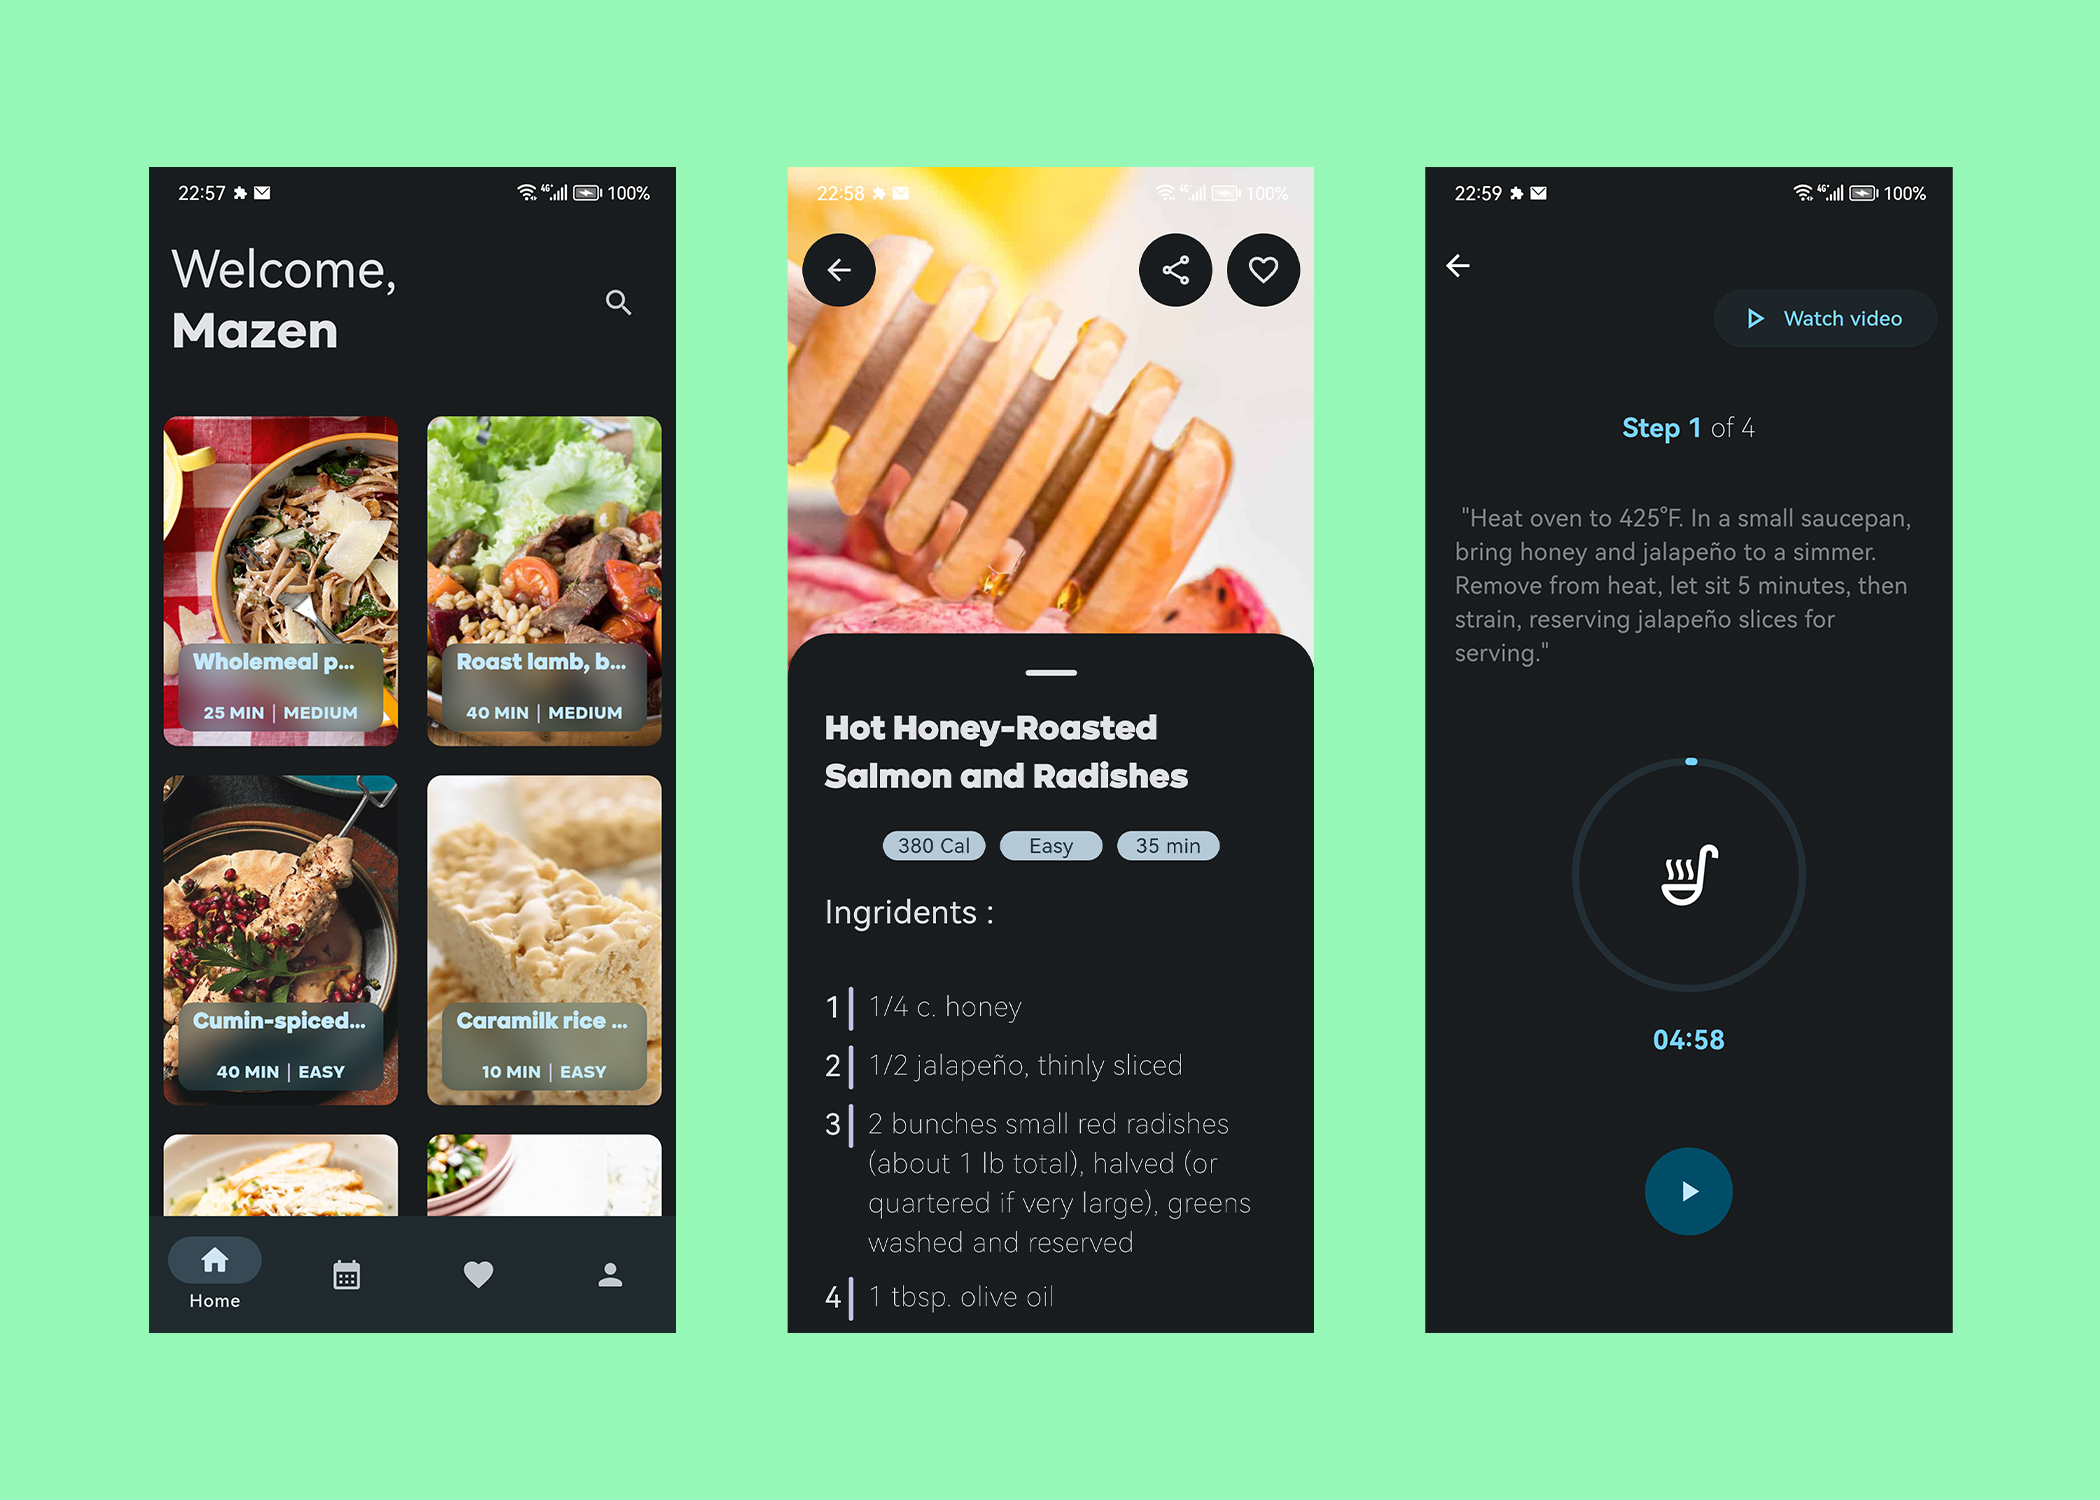 22:57
4G
100%
Welcome,
Mazen
Wholemeal p...
25 MIN | MEDIUM
Roast lamb, b...
40 MIN | MEDIUM
Cumin-spiced...
40 MIN | EASY
Caramilk rice ...
10 MIN | EASY
Home
22:58
4G
100%
Hot Honey-Roasted
Salmon and Radishes
380 Cal
Easy
35 min
Ingridents :
1 1/4 c. honey
2 1/2 jalapeño, thinly sliced
3 2 bunches small red radishes
(about 1 lb total), halved (or
quartered if very large), greens
washed and reserved
4 1 tbsp. olive oil
22:59
4G
100%
Watch video
Step 1 of 4
"Heat oven to 425°F. In a small saucepan,
bring honey and jalapeño to a simmer.
Remove from heat, let sit 5 minutes, then
strain, reserving jalapeño slices for
serving."
04:58